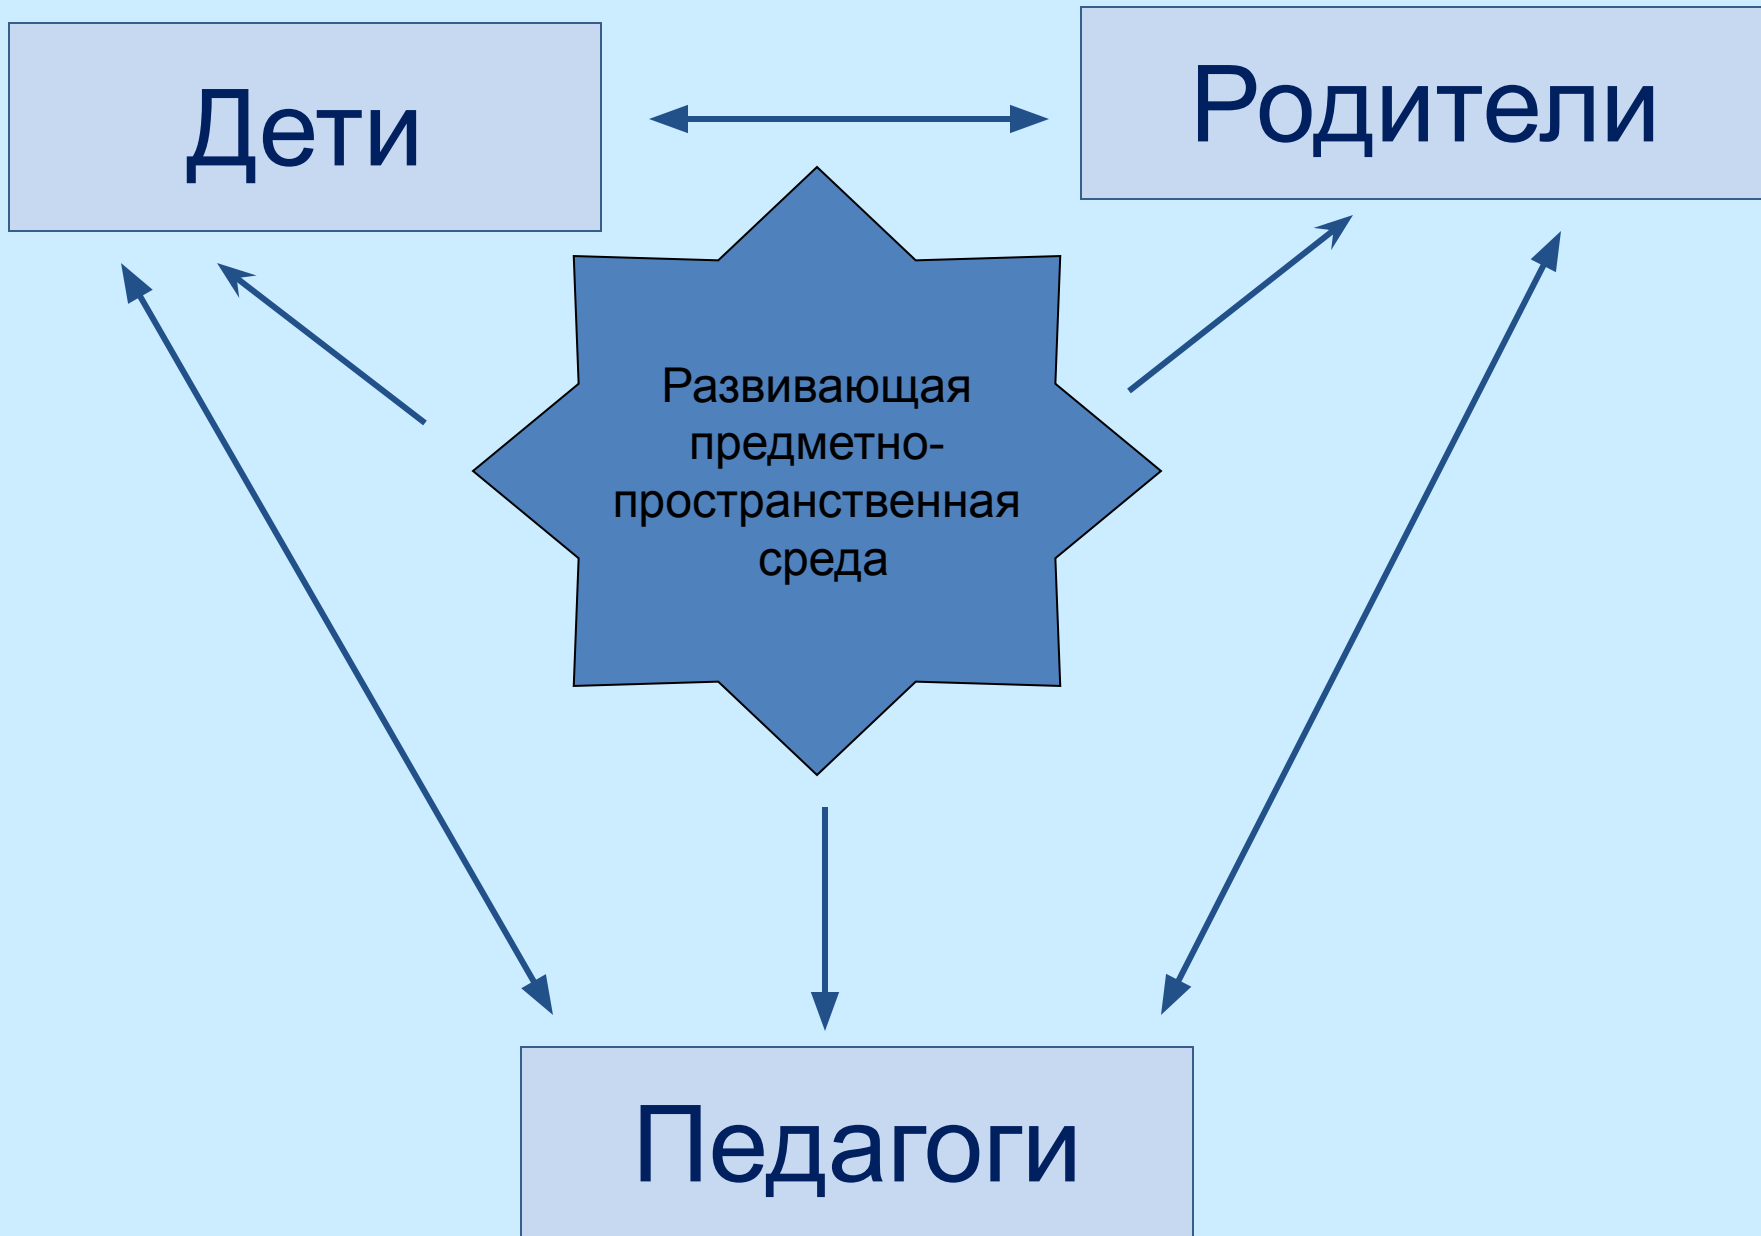 Дети
Родители
Развивающая
предметно-
пространственная
среда
Педагоги